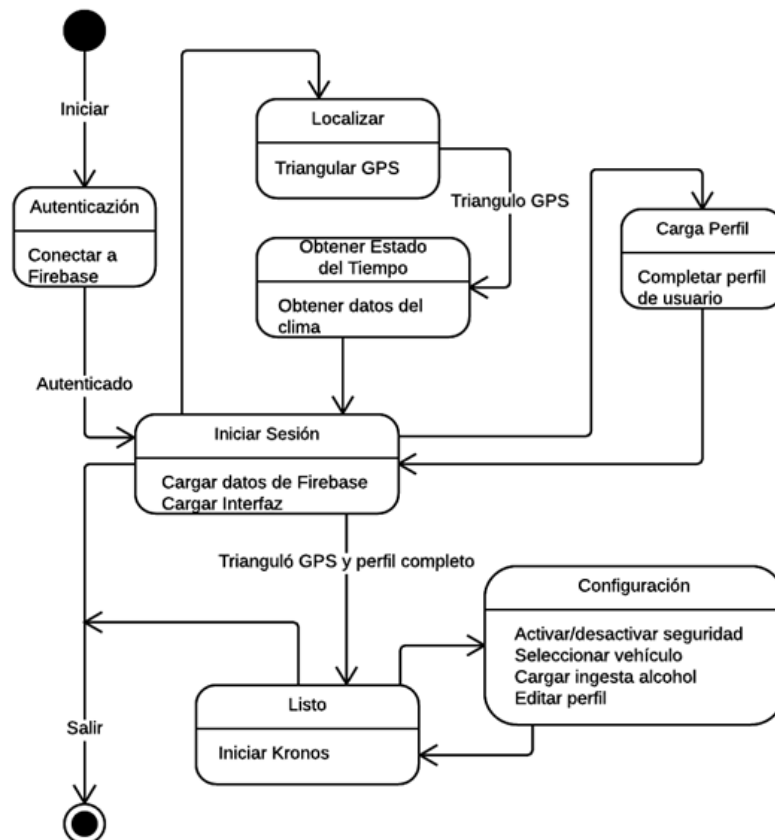 Iniciar
Localizar
Triangular GPS
Autenticazión
Conectar a
Firebase
Triangulo GPS
Carga Perfil
Completar perfil
de usuario
Obtener Estado
del Tiempo
Obtener datos del
clima
Autenticado
Iniciar Sesión
Cargar datos de Firebase
Cargar Interfaz
Trianguló GPS y perfil completo
Configuración
Activar/desactivar seguridad
Seleccionar vehículo
Cargar ingesta alcohol
Editar perfil
Listo
Iniciar Kronos
Salir